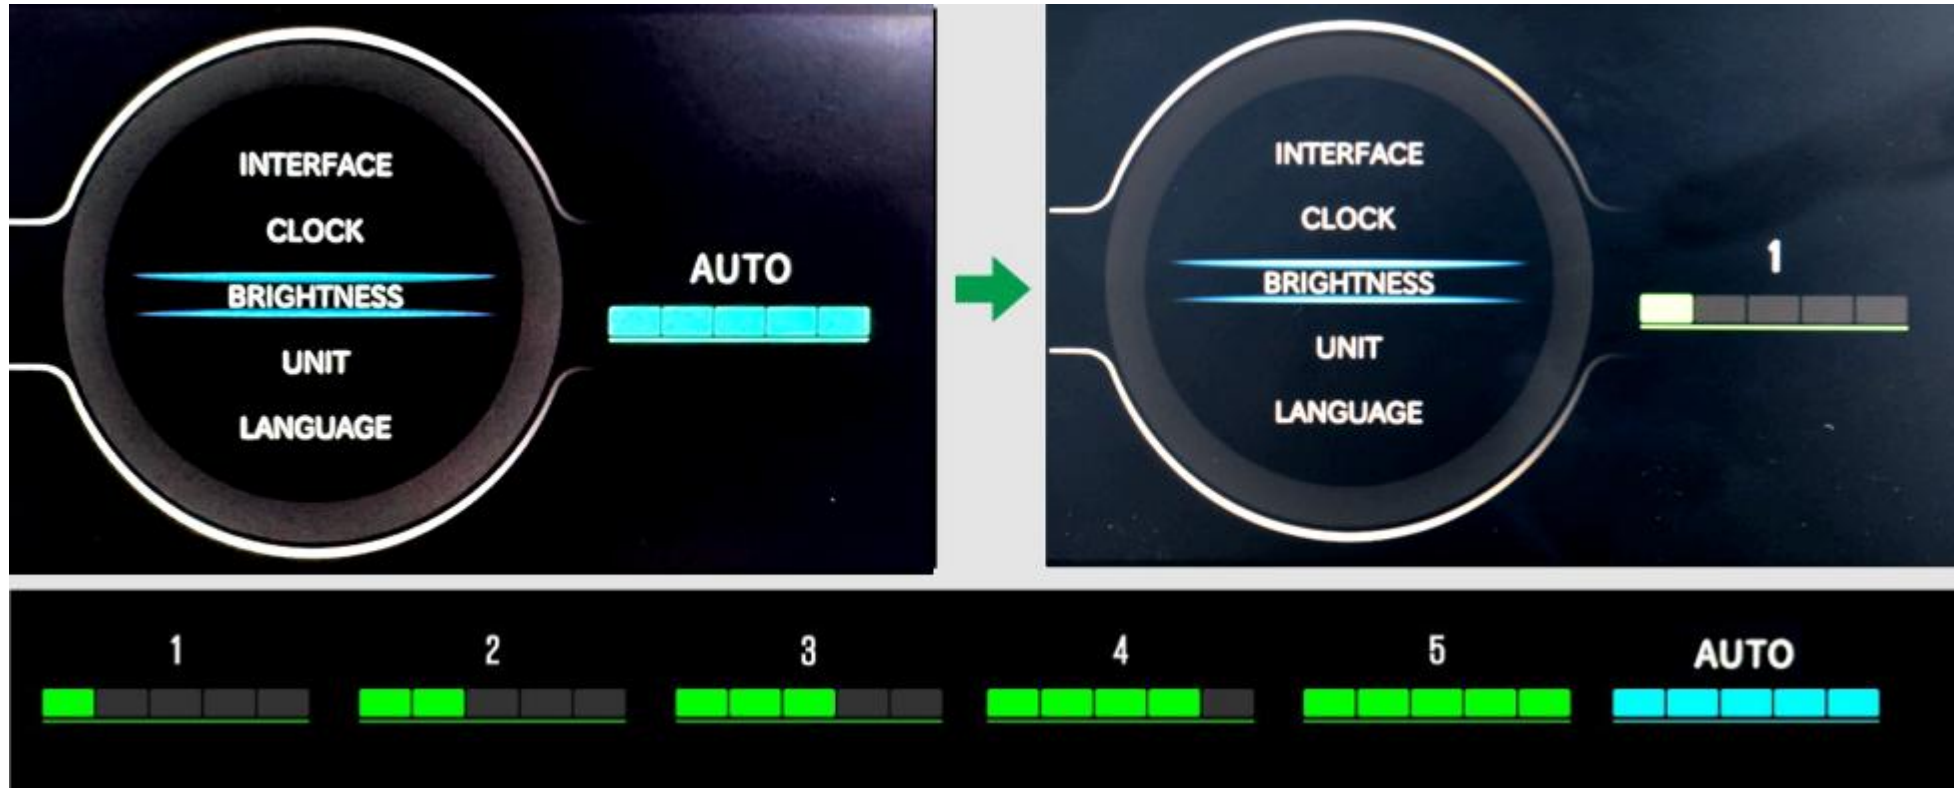 INTERFACE
CLOCK
BRIGHTNESS
UNIT
LANGUAGE
AUTO
INTERFACE
CLOCK
BRIGHTNESS
UNIT
LANGUAGE
1
1 2 3 4 5 AUTO